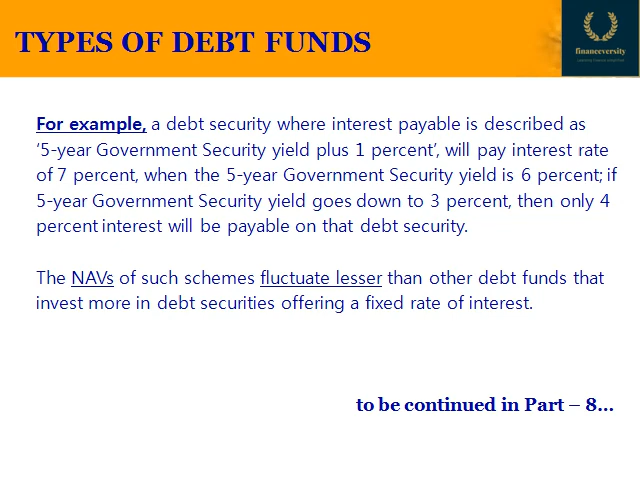 TYPES OF DEBT FUNDS
financeversity
Learning finance simplified
For example, a debt security where interest payable is described as
‘5-year Government Security yield plus 1 percent’, will pay interest rate
of 7 percent, when the 5-year Government Security yield is 6 percent; if
5-year Government Security yield goes down to 3 percent, then only 4
percent interest will be payable on that debt security.
The NAVs of such schemes fluctuate lesser than other debt funds that
invest more in debt securities offering a fixed rate of interest.
to be continued in Part – 8...